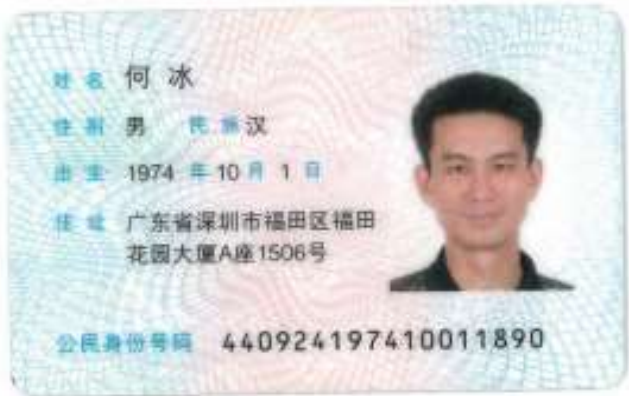 姓名 何冰
性别 男 民族 汉
出生 1974 年 10 月 1 日
住址 广东省深圳市福田区福田
花园大厦A座1506号
公民身份号码 440924197410011890